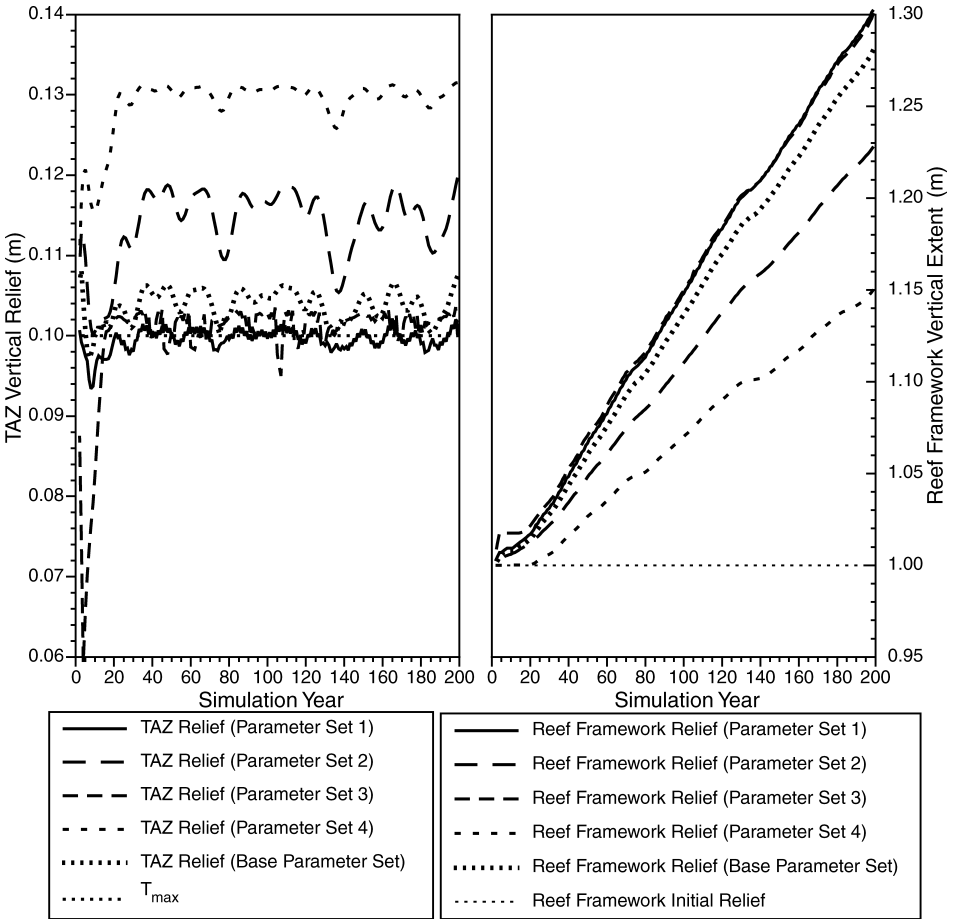 0.14
0.13
0.12
0.11
0.10
0.09
0.08
0.07
0.06
TAZ Vertical Relief (m)
0 20 40 60 80 100 120 140 160 180 200
Simulation Year
1.30
1.25
1.20
1.15
1.10
1.05
1.00
0.95
Reef Framework Vertical Extent (m)
0 20 40 60 80 100 120 140 160 180 200
Simulation Year
TAZ Relief (Parameter Set 1)
TAZ Relief (Parameter Set 2)
TAZ Relief (Parameter Set 3)
TAZ Relief (Parameter Set 4)
TAZ Relief (Base Parameter Set)
Tmax
Reef Framework Relief (Parameter Set 1)
Reef Framework Relief (Parameter Set 2)
Reef Framework Relief (Parameter Set 3)
Reef Framework Relief (Parameter Set 4)
Reef Framework Relief (Base Parameter Set)
Reef Framework Initial Relief